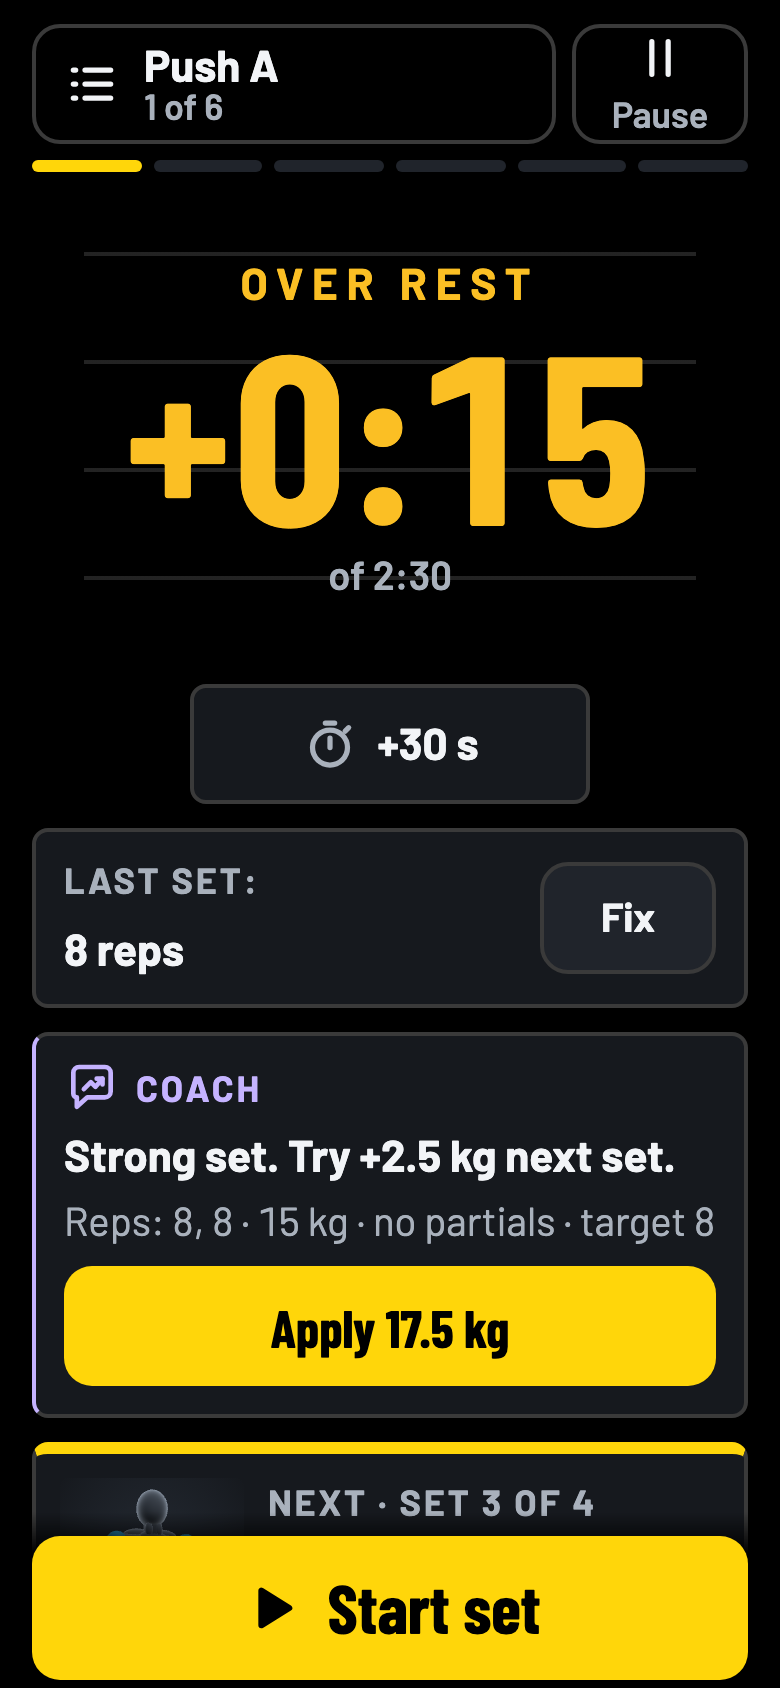 Push A
1 of 6
Pause
OVER REST
+0:15
of 2:30
+30 s
LAST SET:
8 reps
Fix
COACH
Strong set. Try +2.5 kg next set.
Reps: 8, 8 · 15 kg · no partials · target 8
Apply 17.5 kg
NEXT · SET 3 OF 4
Start set